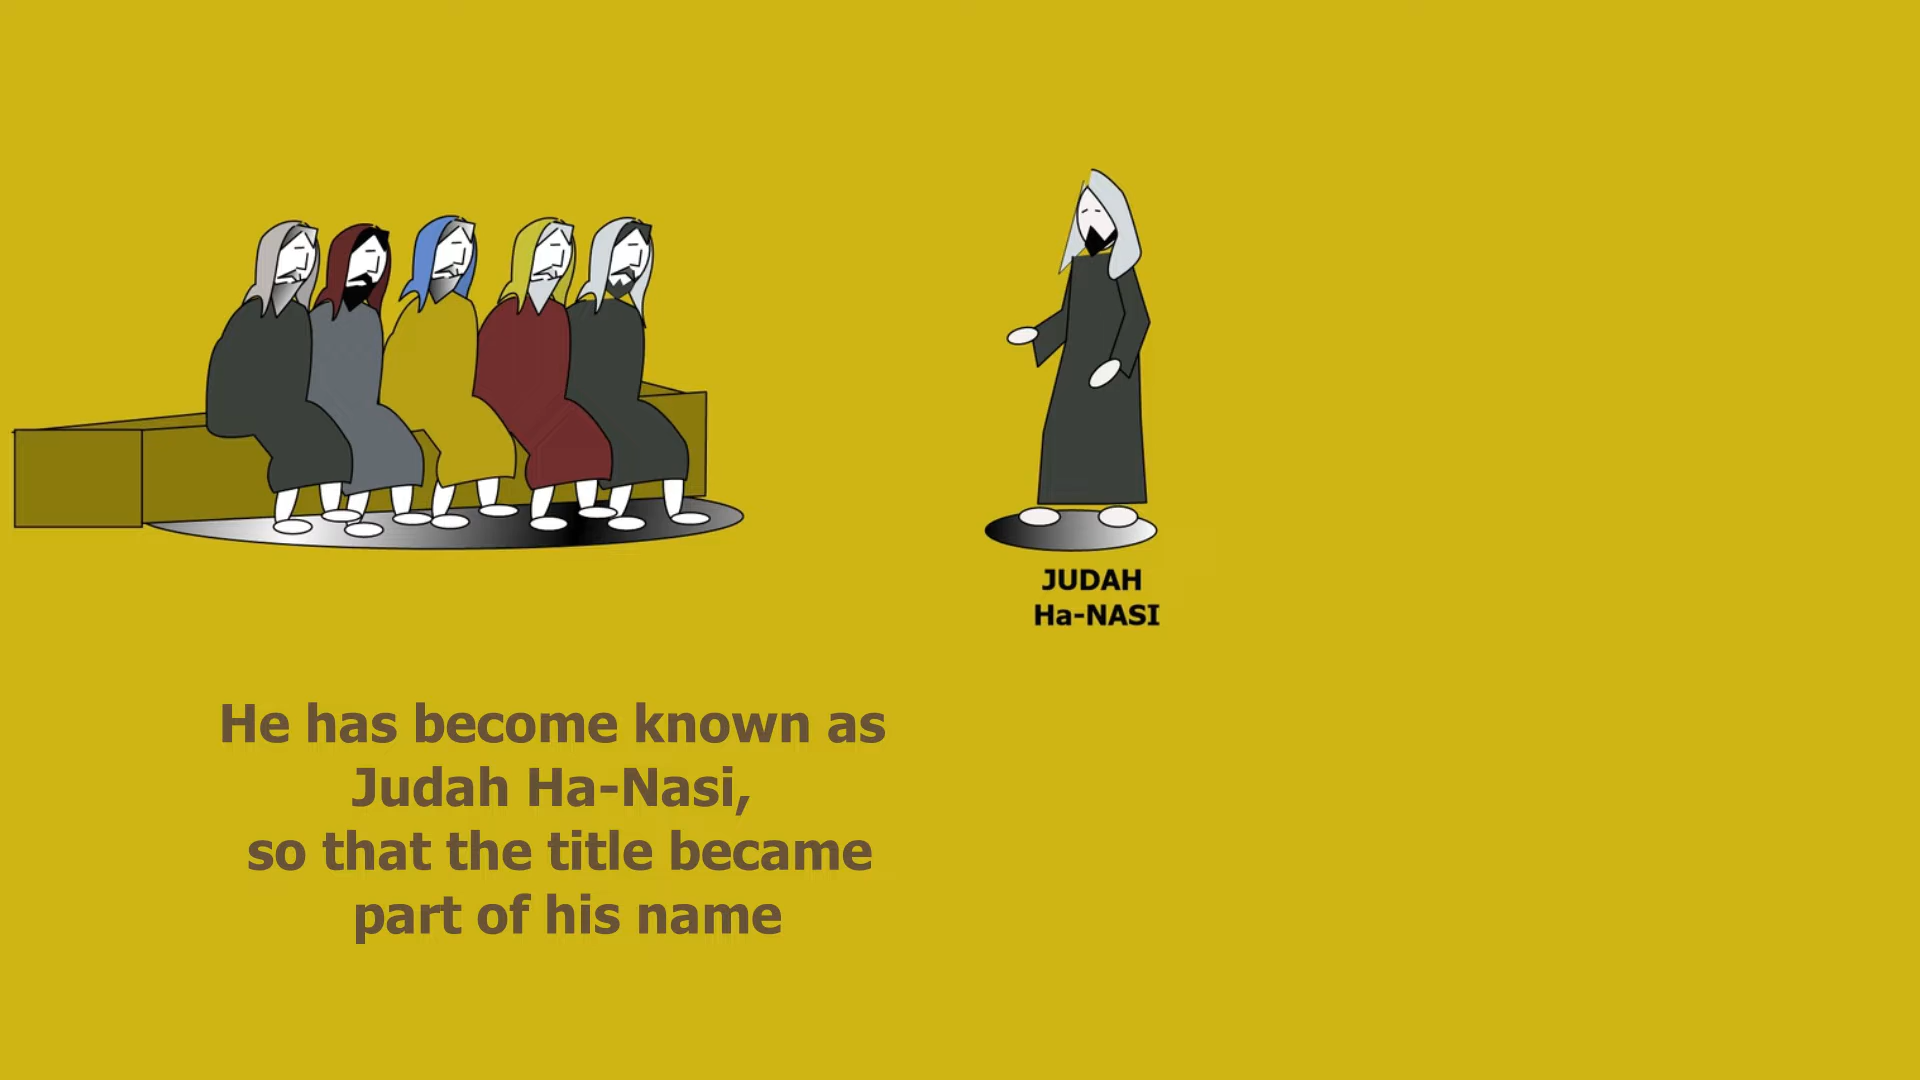 JUDAH
Ha-NASI
He has become known as
Judah Ha-Nasi,
so that the title became
part of his name